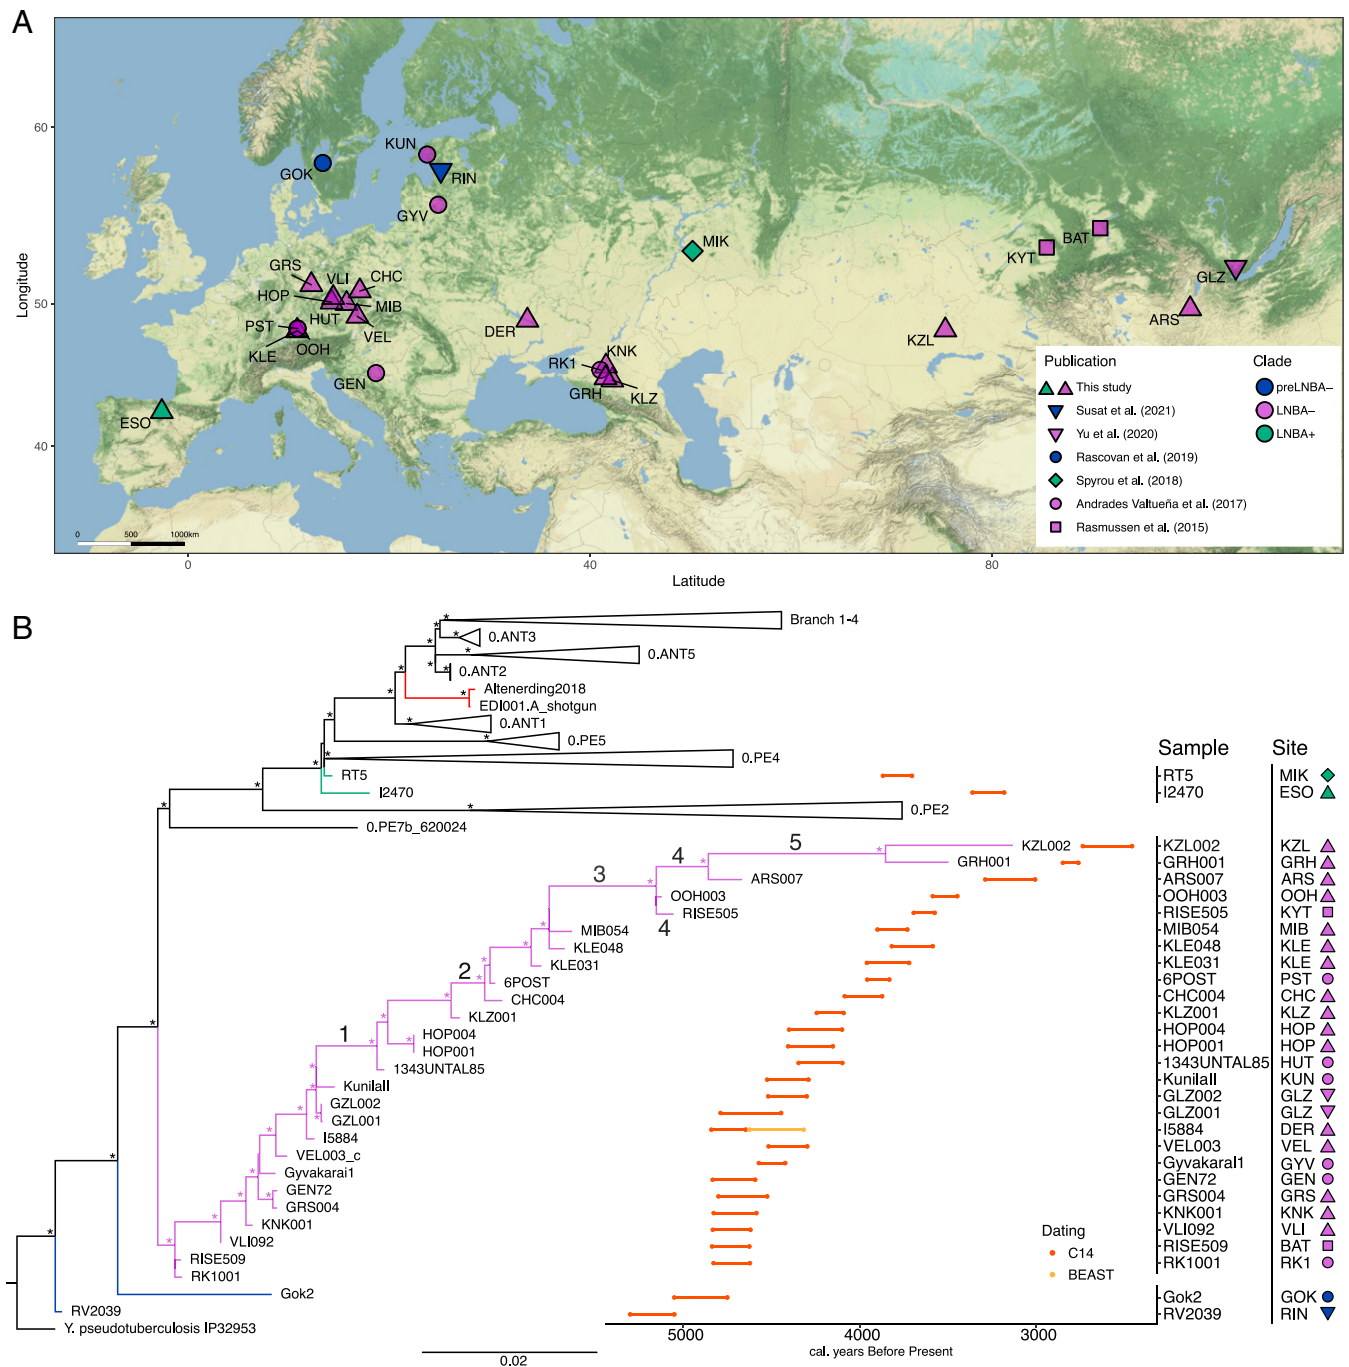 A
60
50
40
Longitude
0
40
80
Latitude
0
500
1000km
KUN
GOK
RIN
GYV
MIK
BAT
KYT
GLZ
ARS
KZL
GRS
VLI
CHC
HOP
MIB
HUT
PST
VEL
KLE
OOH
DER
GEN
RK1
KNK
GRH
KLZ
ESO
Publication
This study
Susat et al. (2021)
Yu et al. (2020)
Rascovan et al. (2019)
Spyrou et al. (2018)
Andrades Valtueña et al. (2017)
Rasmussen et al. (2015)
Clade
preLNBA−
LNBA−
LNBA+
B
Branch 1-4
0.ANT3
0.ANT5
0.ANT2
Altenerding2018
EDI001.A_shotgun
0.ANT1
0.PE5
0.PE4
RT5
I2470
0.PE2
0.PE7b_620024
KZL002
GRH001
ARS007
OOH003
RISE505
MIB054
KLE048
KLE031
6POST
CHC004
KLZ001
HOP004
HOP001
1343UNTAL85
KunilaII
GZL002
GZL001
I5884
VEL003_c
Gyvakarai1
GEN72
GRS004
KNK001
VLI092
RISE509
RK1001
Gok2
RV2039
Y. pseudotuberculosis IP32953
1
2
3
4
4
5
0.02
Sample Site
RT5 MIK
I2470 ESO
KZL002 KZL
GRH001 GRH
ARS007 ARS
OOH003 OOH
RISE505 KYT
MIB054 MIB
KLE048 KLE
KLE031 KLE
6POST PST
CHC004 CHC
KLZ001 KLZ
HOP004 HOP
HOP001 HOP
1343UNTAL85 HUT
KunilaII KUN
GLZ002 GLZ
GLZ001 GLZ
I5884 DER
VEL003 VEL
GyvakaraI1 GYV
GEN72 GEN
GRS004 GRS
KNK001 KNK
VLI092 VLI
RISE509 BAT
RK1001 RK1
Gok2 GOK
RV2039 RIN
Dating
C14
BEAST
5000
4000
3000
cal. years Before Present